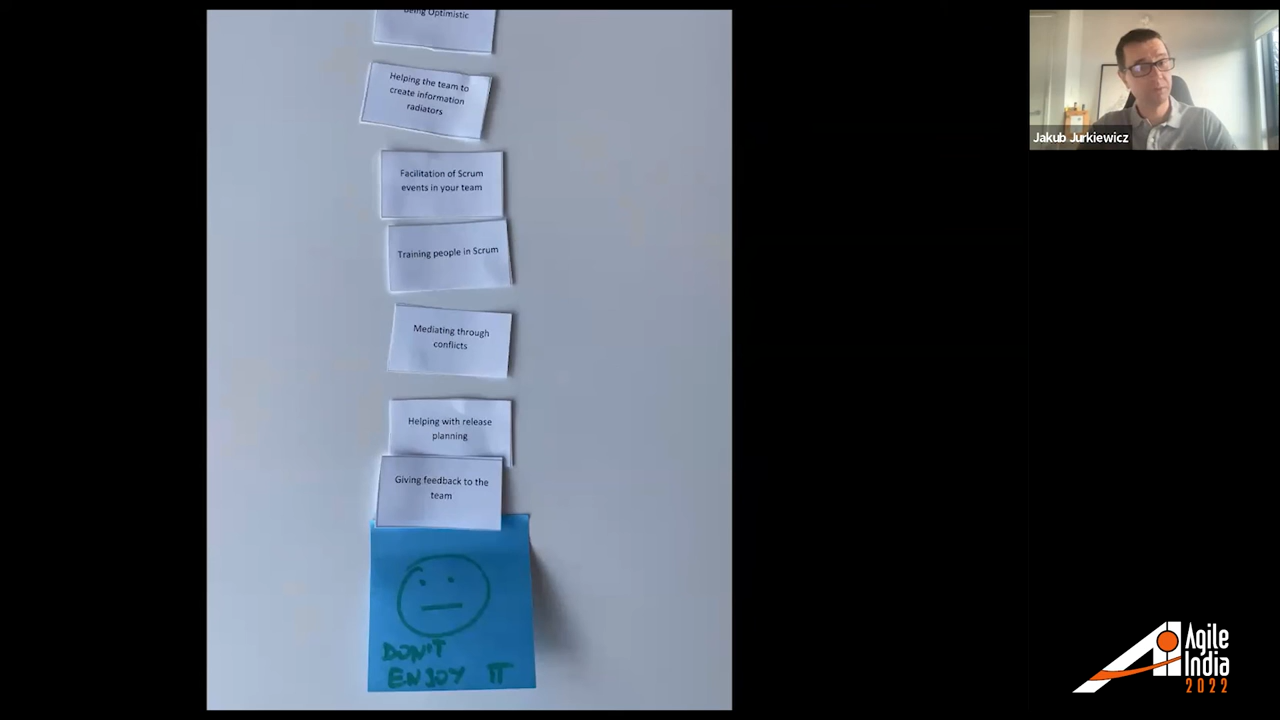 being Optimistic
Helping the team to
create information
radiators
Facilitation of Scrum
events in your team
Training people in Scrum
Mediating through
conflicts
Helping with release
planning
Giving feedback to the
team
DON'T
ENJOY IT
Jakub Jurkiewicz
Agile
India
2022